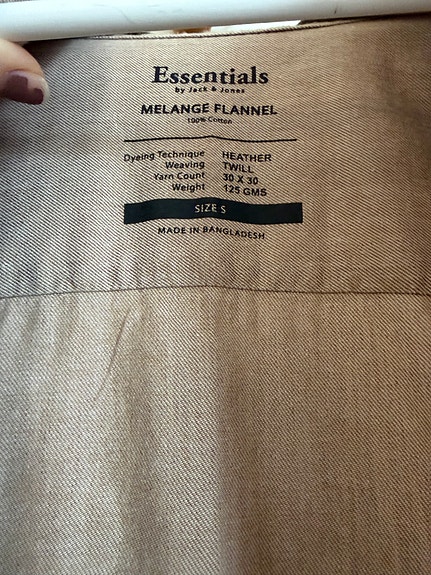 Essentials
by Jack & Jones
MELANGE FLANNEL
100% Cotton
Dyeing Technique HEATHER
Weaving TWILL
Yarn Count 30 X 30
Weight 125 GMS
SIZE S
MADE IN BANGLADESH